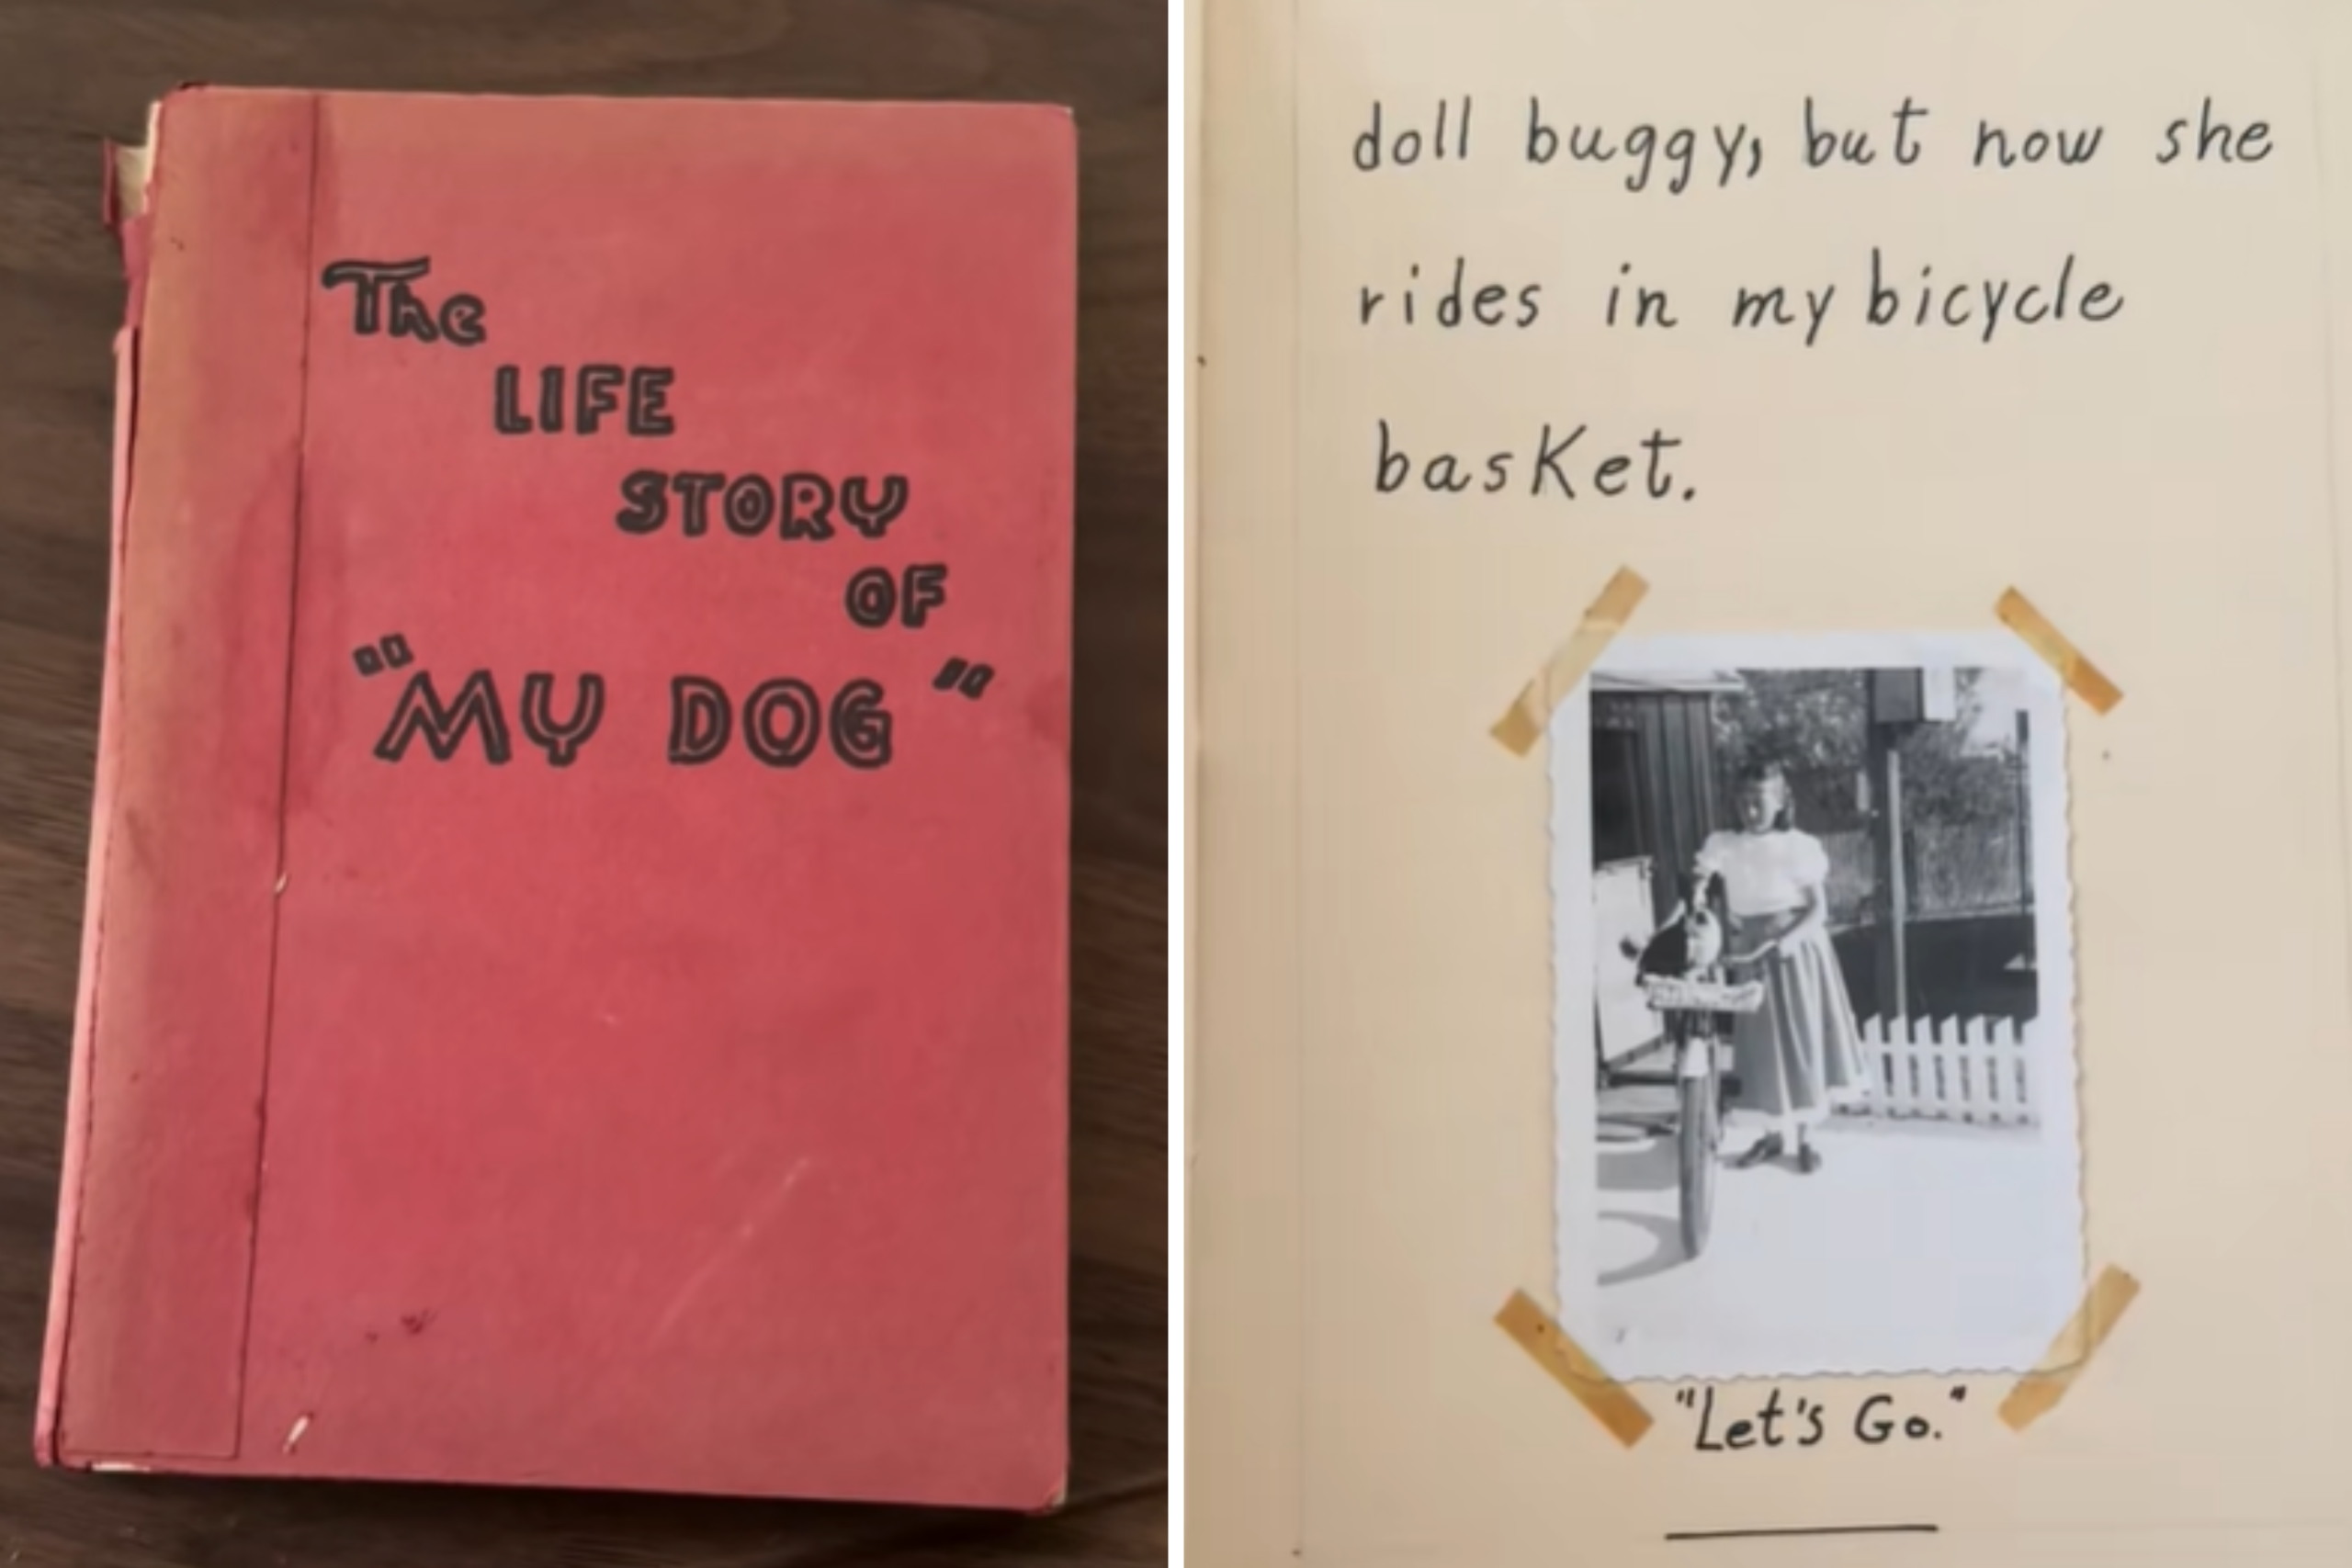 The
LIFE
STORY
OF
"MY DOG"
doll buggy, but now she
rides in my bicycle
basKet.
"Let's Go."